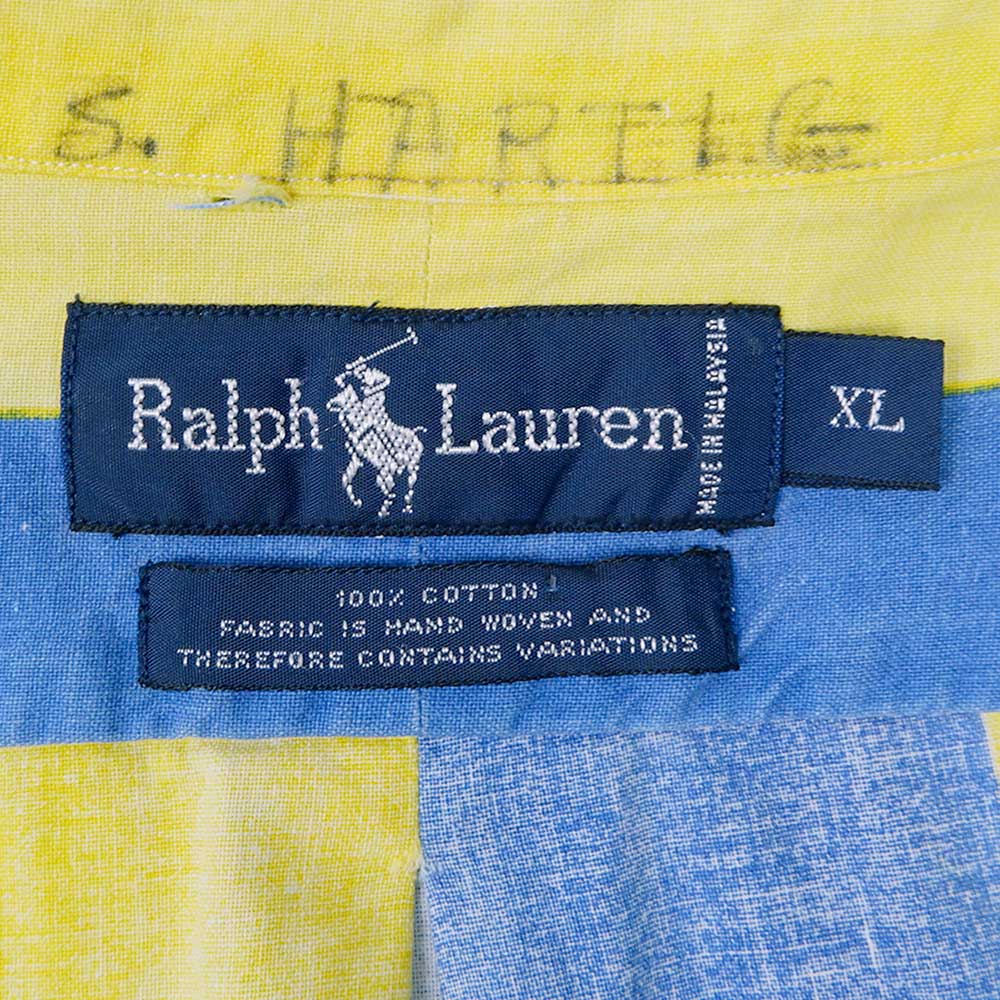 S. HARTIG
Ralph Lauren
MADE IN MALAYSIA
XL
100% COTTON
FABRIC IS HAND WOVEN AND
THEREFORE CONTAINS VARIATIONS